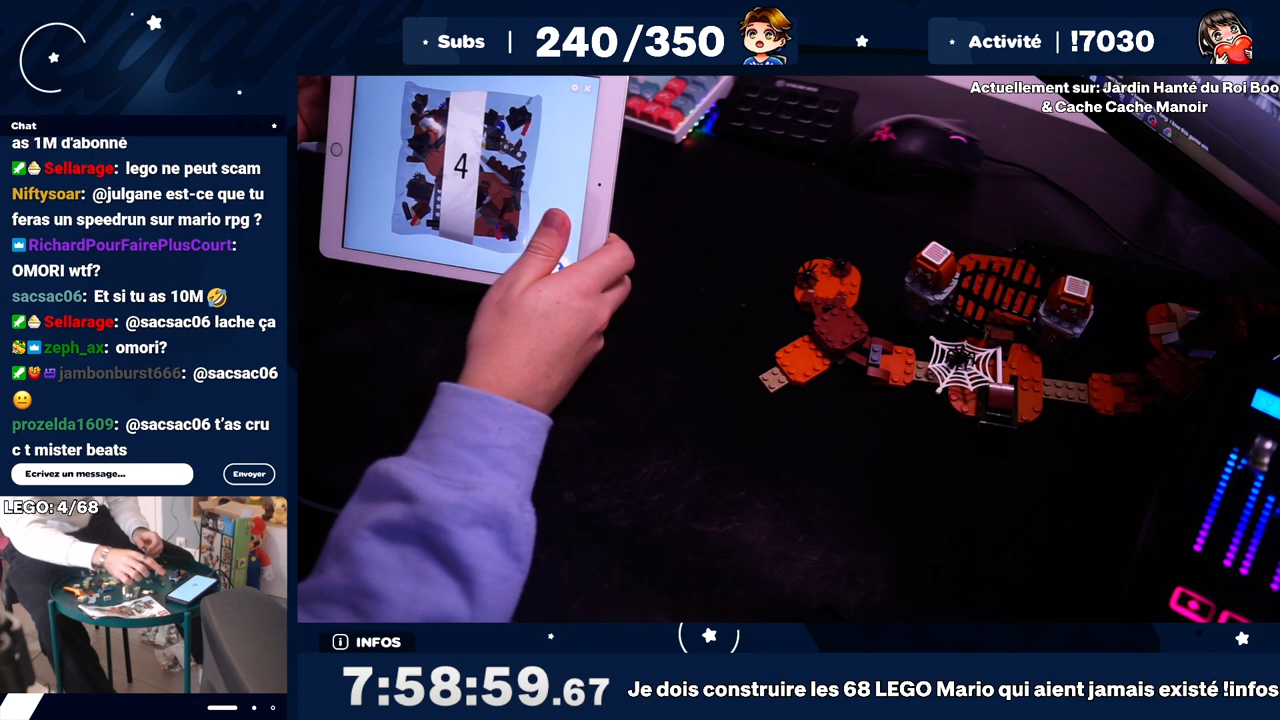 Subs | 240/350
Activité | !7030
Actuellement sur: Jardin Hanté du Roi Boo
& Cache Cache Manoir
Chat
as 1M d'abonné
Sellarage: lego ne peut scam
Niftysoar: @julgane est-ce que tu
feras un speedrun sur mario rpg ?
RichardPourFairePlusCourt:
OMORI wtf?
sacsac06: Et si tu as 10M 🤣
Sellarage: @sacsac06 lache ça
zeph_ax: omori?
jambonburst666: @sacsac06
😐
prozelda1609: @sacsac06 t'as cru
c t mister beats
Ecrivez un message...
Envoyer
4
LEGO: 4/68
INFOS
7:58:59.67
Je dois construire les 68 LEGO Mario qui aient jamais existé !infos